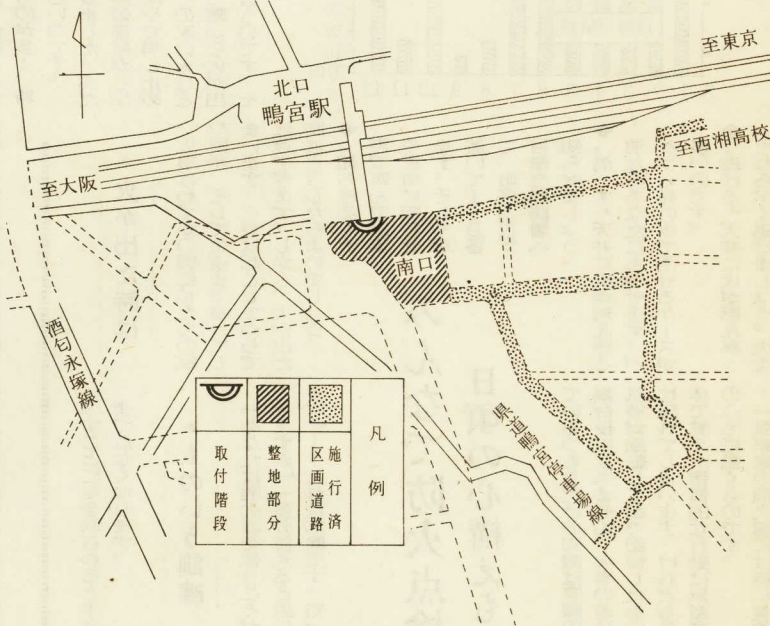 至東京
北口
鴨宮駅
至西湘高校
至大阪
南口
酒匂永塚線
県道鴨宮停車場線
凡例
施行済区画道路
整地部分
取付階段